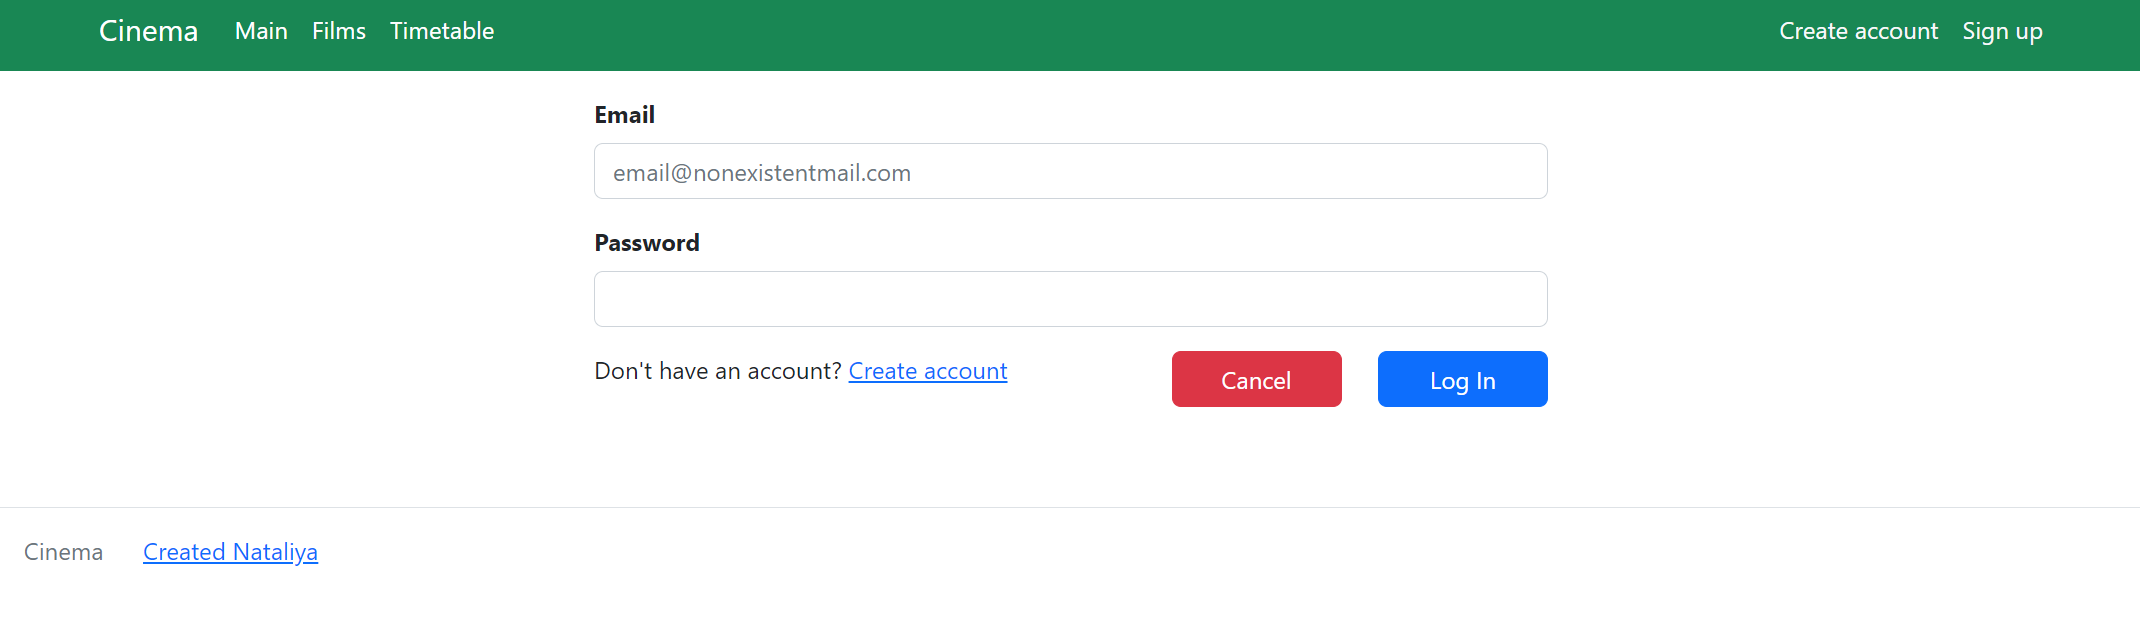 Cinema Main Films Timetable Create account Sign up
Email
email@nonexistentmail.com
Password
Don't have an account? Create account Cancel Log In
Cinema Created Nataliya